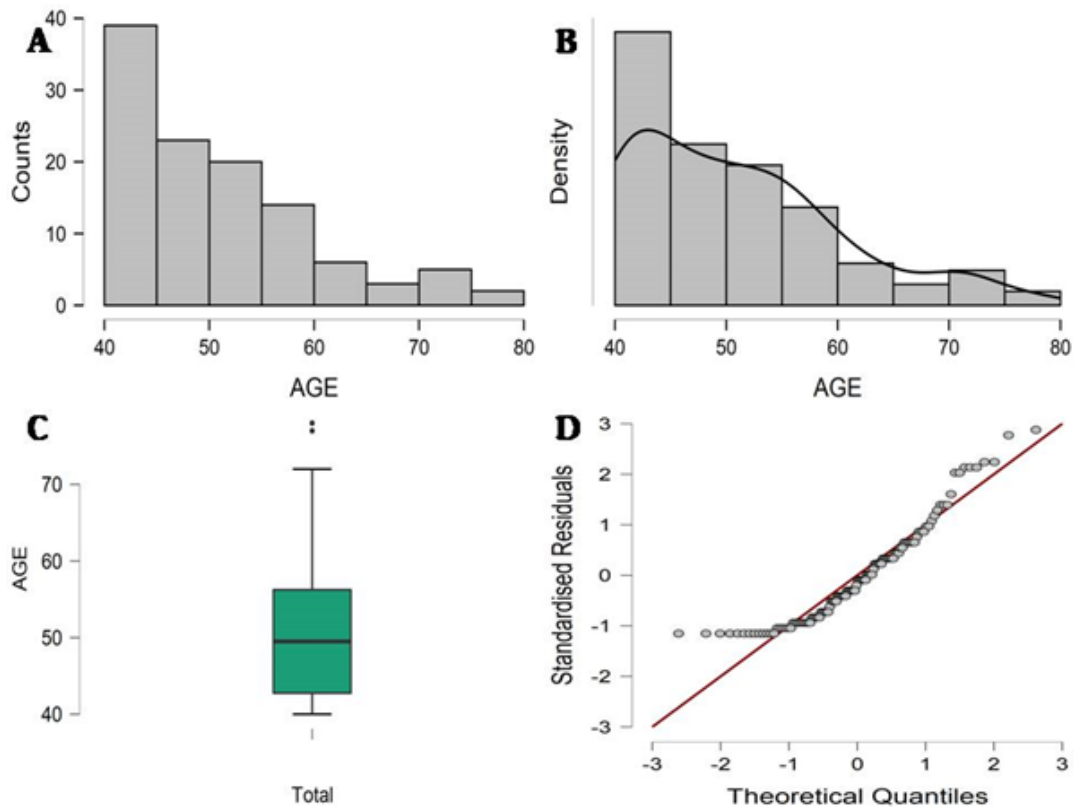 A
Counts
40
30
20
10
0
40 50 60 70 80
AGE
B
Density
40 50 60 70 80
AGE
C
AGE
70
60
50
40
Total
D
Standardised Residuals
3
2
1
0
-1
-2
-3
-3 -2 -1 0 1 2 3
Theoretical Quantiles